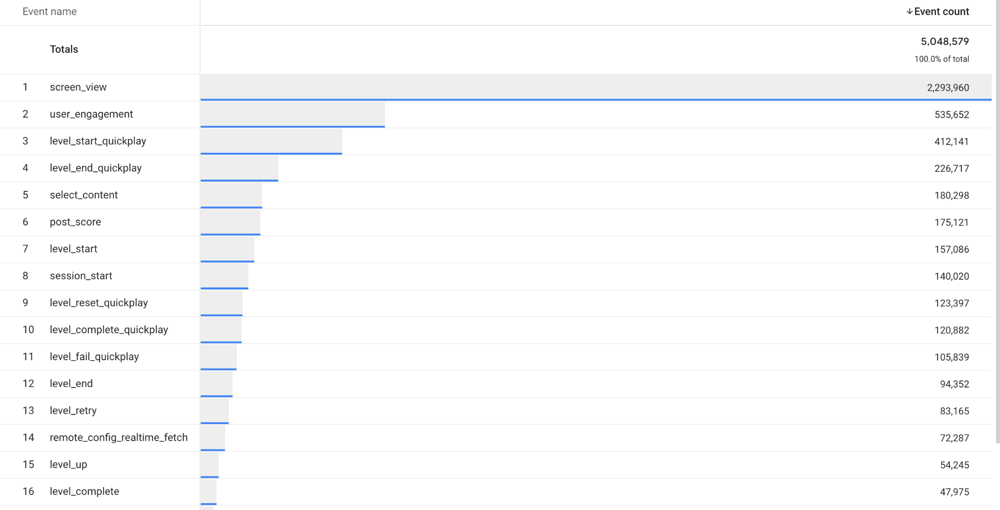 Event name ↓ Event count
Totals 5,048,579
100.0% of total
1 screen_view 2,293,960
2 user_engagement 535,652
3 level_start_quickplay 412,141
4 level_end_quickplay 226,717
5 select_content 180,298
6 post_score 175,121
7 level_start 157,086
8 session_start 140,020
9 level_reset_quickplay 123,397
10 level_complete_quickplay 120,882
11 level_fail_quickplay 105,839
12 level_end 94,352
13 level_retry 83,165
14 remote_config_realtime_fetch 72,287
15 level_up 54,245
16 level_complete 47,975